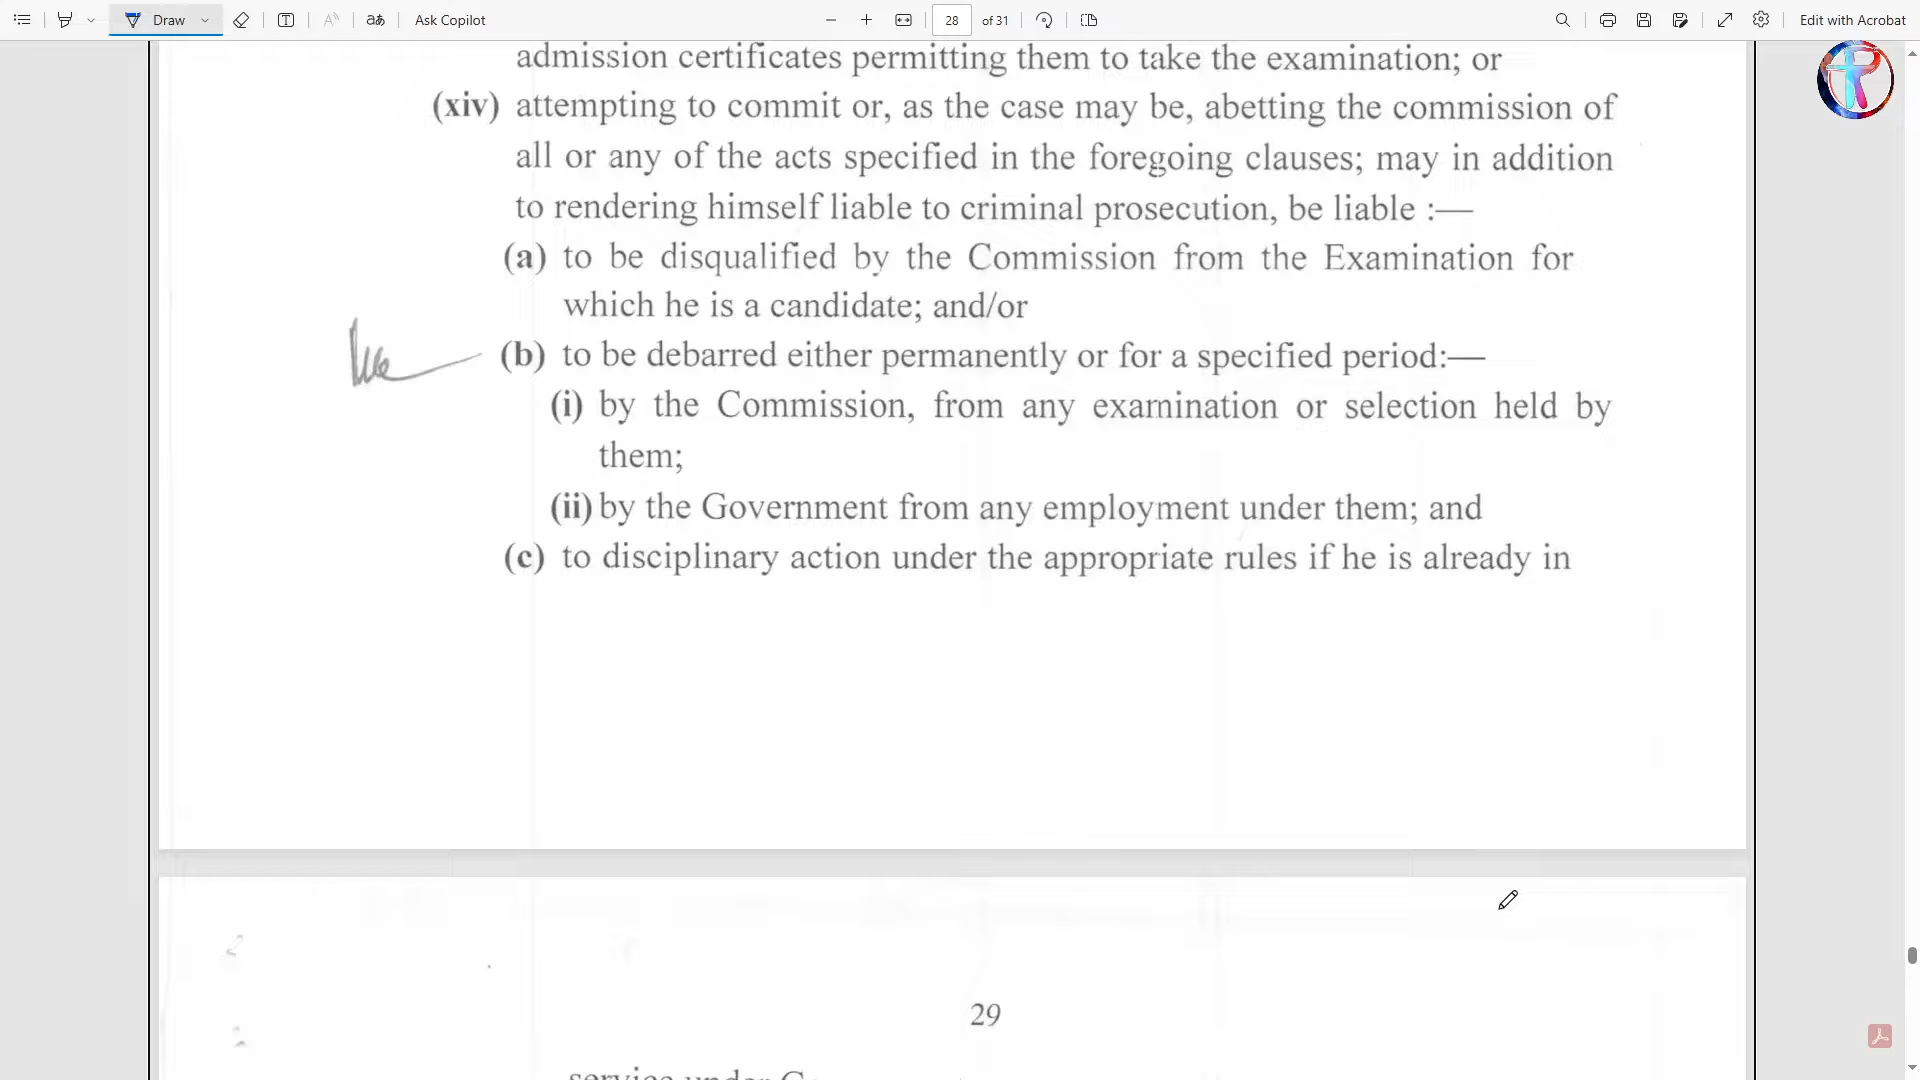 Draw
Ask Copilot
28 of 31
Edit with Acrobat
admission certificates permitting them to take the examination; or
(xiv) attempting to commit or, as the case may be, abetting the commission of
all or any of the acts specified in the foregoing clauses; may in addition
to rendering himself liable to criminal prosecution, be liable :—
(a) to be disqualified by the Commission from the Examination for
which he is a candidate; and/or
(b) to be debarred either permanently or for a specified period:—
(i) by the Commission, from any examination or selection held by
them;
(ii) by the Government from any employment under them; and
(c) to disciplinary action under the appropriate rules if he is already in
29
service under